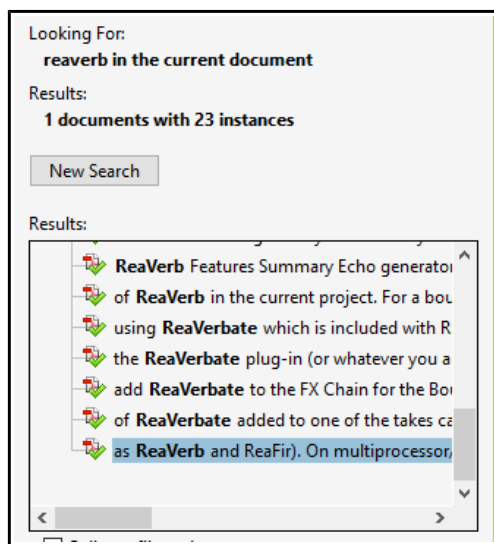 Looking For:
reaverb in the current document
Results:
1 documents with 23 instances
New Search
Results:
ReaVerb Features Summary Echo generator
of ReaVerb in the current project. For a bou
using ReaVerbate which is included with R
the ReaVerbate plug-in (or whatever you a
add ReaVerbate to the FX Chain for the Bou
of ReaVerbate added to one of the takes ca
as ReaVerb and ReaFir). On multiprocessor/